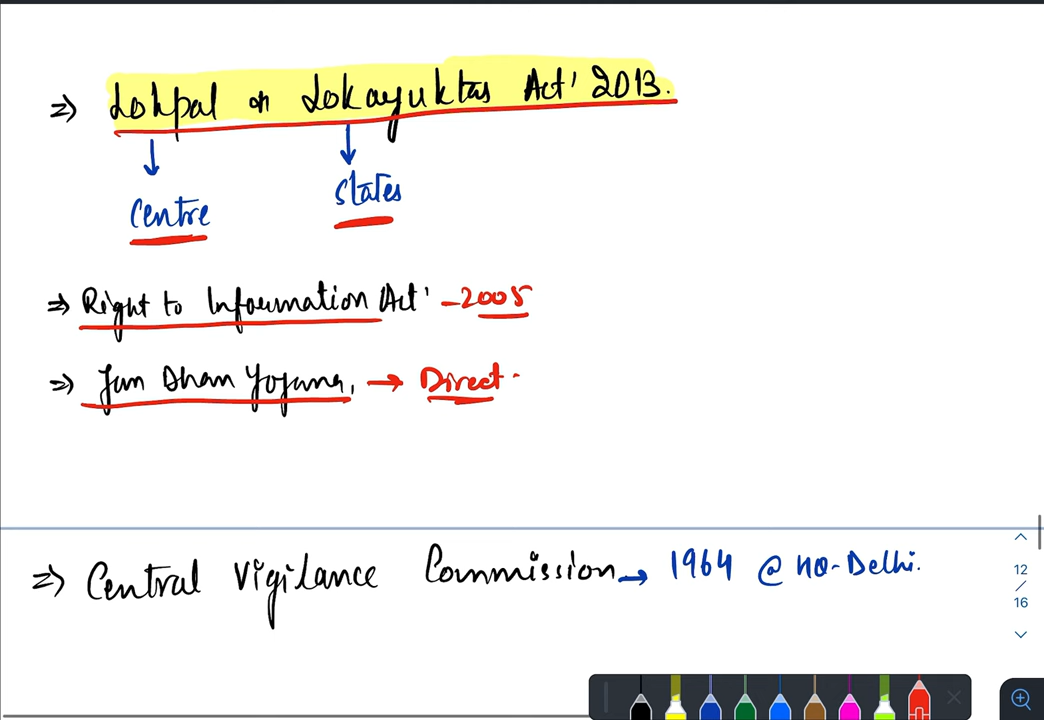 => Lokpal or Lokayuktas Act' 2013.
Centre States
=> Right to Information Act' - 2005
=> Jan Dhan Yojana, → Direct -
=> Central Vigilance Commission → 1964 @ HQ-Delhi.
12
/
16